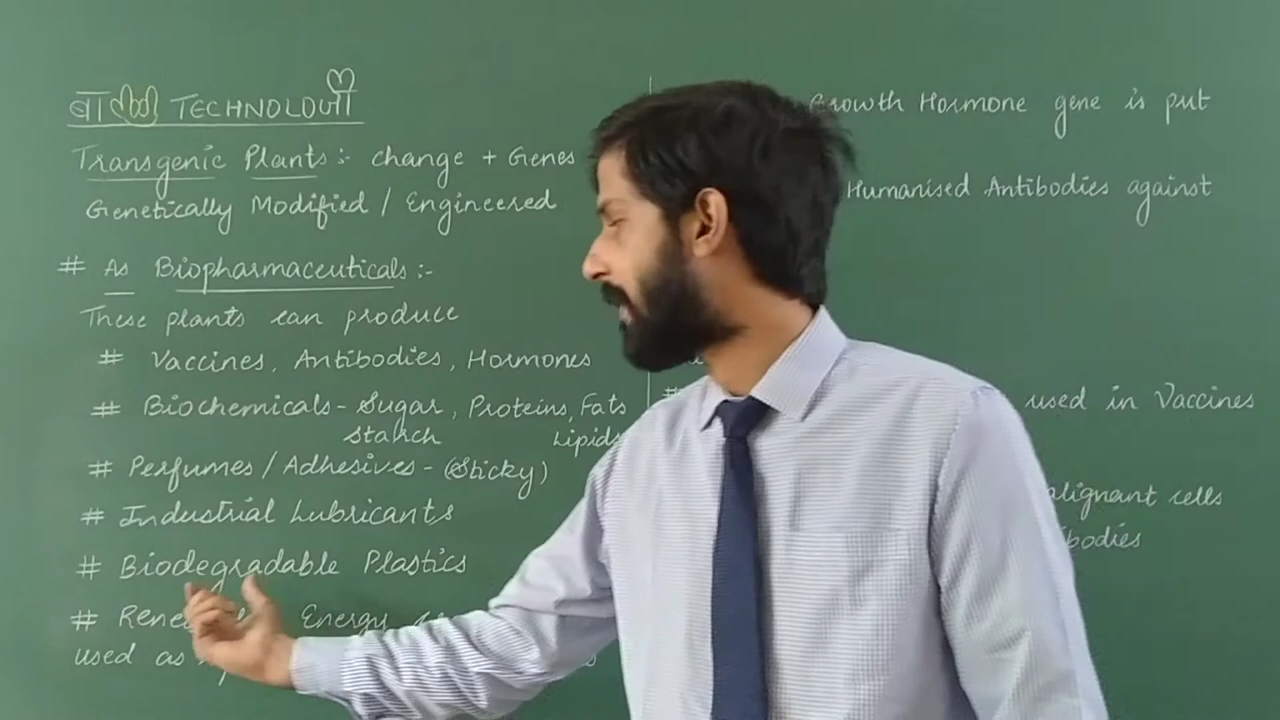 TECHNOLOGY
Transgenic Plants :- change + Genes
Genetically Modified / Engineered
# As Biopharmaceuticals :-
These plants can produce
# Vaccines, Antibodies, Hormones
# Biochemicals - Sugar, Proteins, Fats
Starch Lipids
# Perfumes / Adhesives - (Sticky)
# Industrial Lubricants
# Biodegradable Plastics
# Energy
used as
Growth Hormone gene is put
Humanised Antibodies against
# used in Vaccines
alignant cells
ibodies